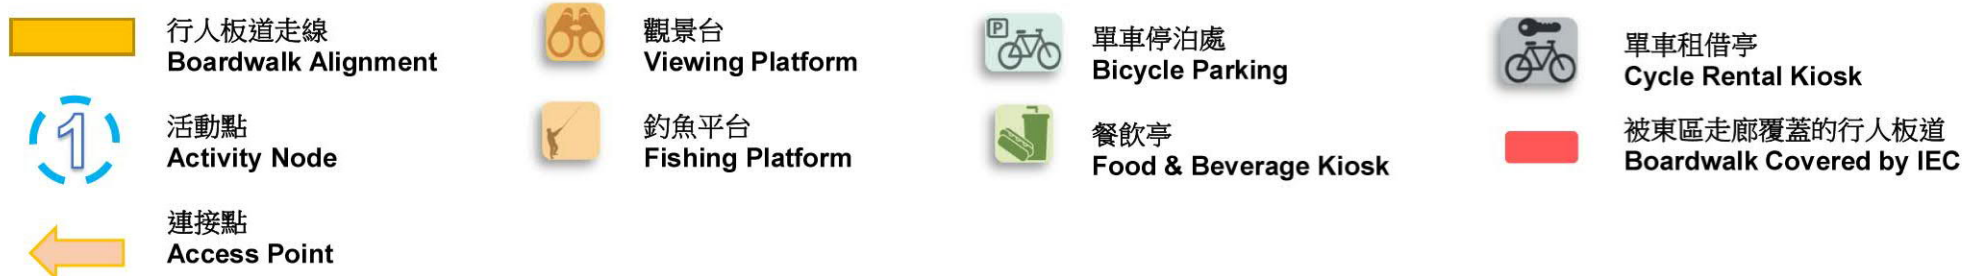 行人板道走線
Boardwalk Alignment
1
活動點
Activity Node
連接點
Access Point
觀景台
Viewing Platform
釣魚平台
Fishing Platform
P
單車停泊處
Bicycle Parking
餐飲亭
Food & Beverage Kiosk
單車租借亭
Cycle Rental Kiosk
被東區走廊覆蓋的行人板道
Boardwalk Covered by IEC